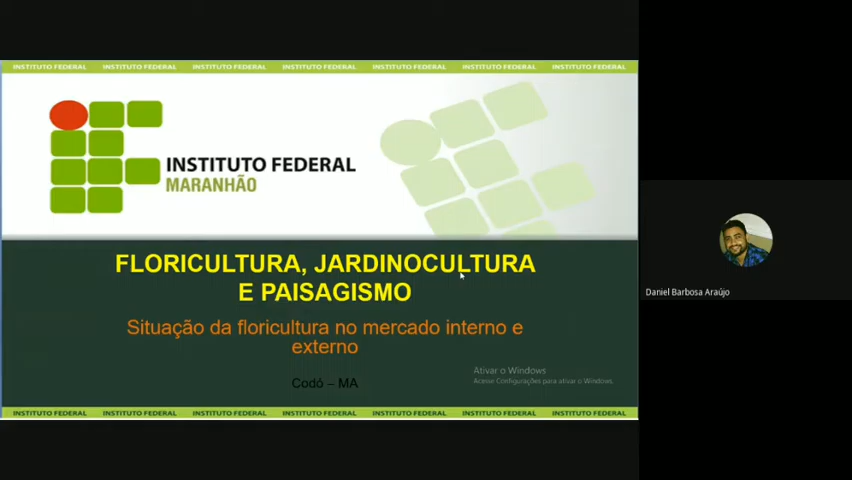 INSTITUTO FEDERAL INSTITUTO FEDERAL INSTITUTO FEDERAL INSTITUTO FEDERAL INSTITUTO FEDERAL INSTITUTO FEDERAL INSTITUTO FEDERAL
INSTITUTO FEDERAL
MARANHÃO
FLORICULTURA, JARDINOCULTURA
E PAISAGISMO
Situação da floricultura no mercado interno e
externo
Codó – MA
Ativar o Windows
Acesse Configurações para ativar o Windows.
INSTITUTO FEDERAL INSTITUTO FEDERAL INSTITUTO FEDERAL INSTITUTO FEDERAL INSTITUTO FEDERAL INSTITUTO FEDERAL INSTITUTO FEDERAL
Daniel Barbosa Araújo